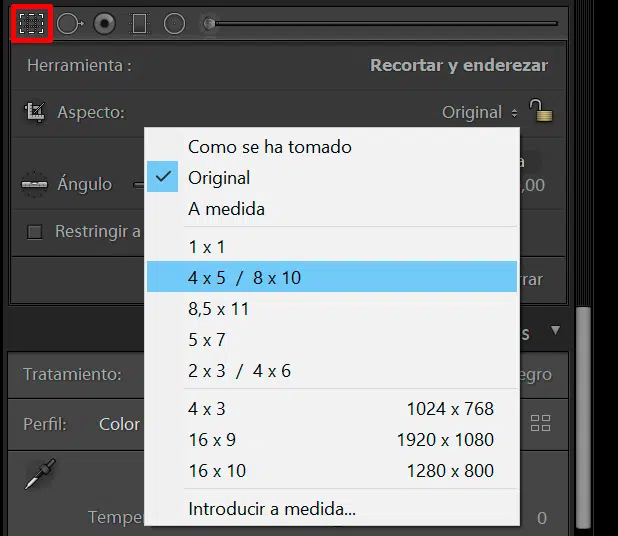 Herramienta : Recortar y enderezar
Aspecto: Original
Como se ha tomado
Original
A medida
Ángulo ,00
Restringir a
1 x 1
4 x 5 / 8 x 10
8,5 x 11
5 x 7
2 x 3 / 4 x 6
Tratamiento: egro
4 x 3 1024 x 768
Perfil: Color
16 x 9 1920 x 1080
16 x 10 1280 x 800
Introducir a medida...
0